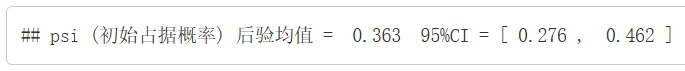 ## psi (初始占据概率) 后验均值 =  0.363  95%CI = [ 0.276 ,  0.462 ]